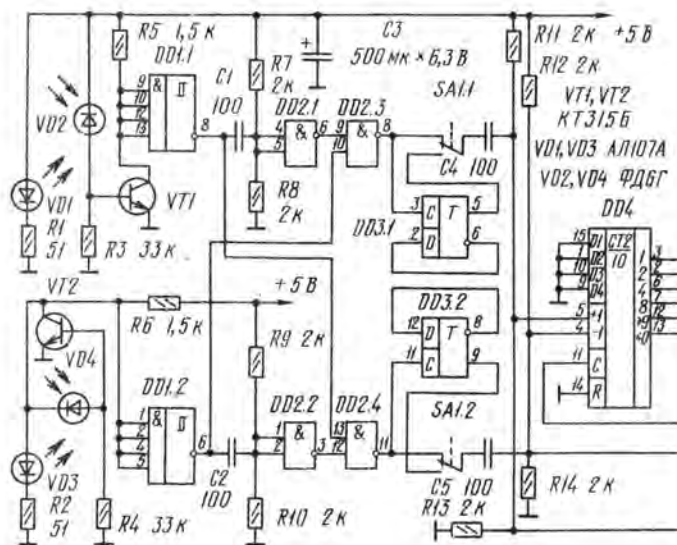 R5 1,5 к
DD1.1
9
10
12
13
&
8
VD2
VD1
R1
51
R3 33 к
VT1
C1
100
R7
2к
R8
2 к
C3
+
500 мк × 6,3 В
DD2.1
4
5
&
6
DD2.3
9
10
&
8
SA1.1
C4 100
R11 2 к
+5 В
R12 2 к
VT1, VT2
КТ315Б
VD1, VD3 АЛ107А
VD2, VD4 ФД6Г
DD3.1
3
2
C
D
T
5
6
DD4
15
1
10
9
5
4
11
14
D1
D2
D3
D4
+1
-1
C
R
CT2
10
1
2
4
8
3
2
6
7
12
13
VT2
VD4
R6 1,5 к
+ 5 В
R9 2 к
DD1.2
1
2
4
5
&
6
VD3
R2
51
R4 33 к
C2
100
R10 2 к
DD2.2
1
2
&
3
DD2.4
13
12
&
11
DD3.2
12
11
D
C
T
8
9
SA1.2
C5 100
R13 2 к
R14 2 к